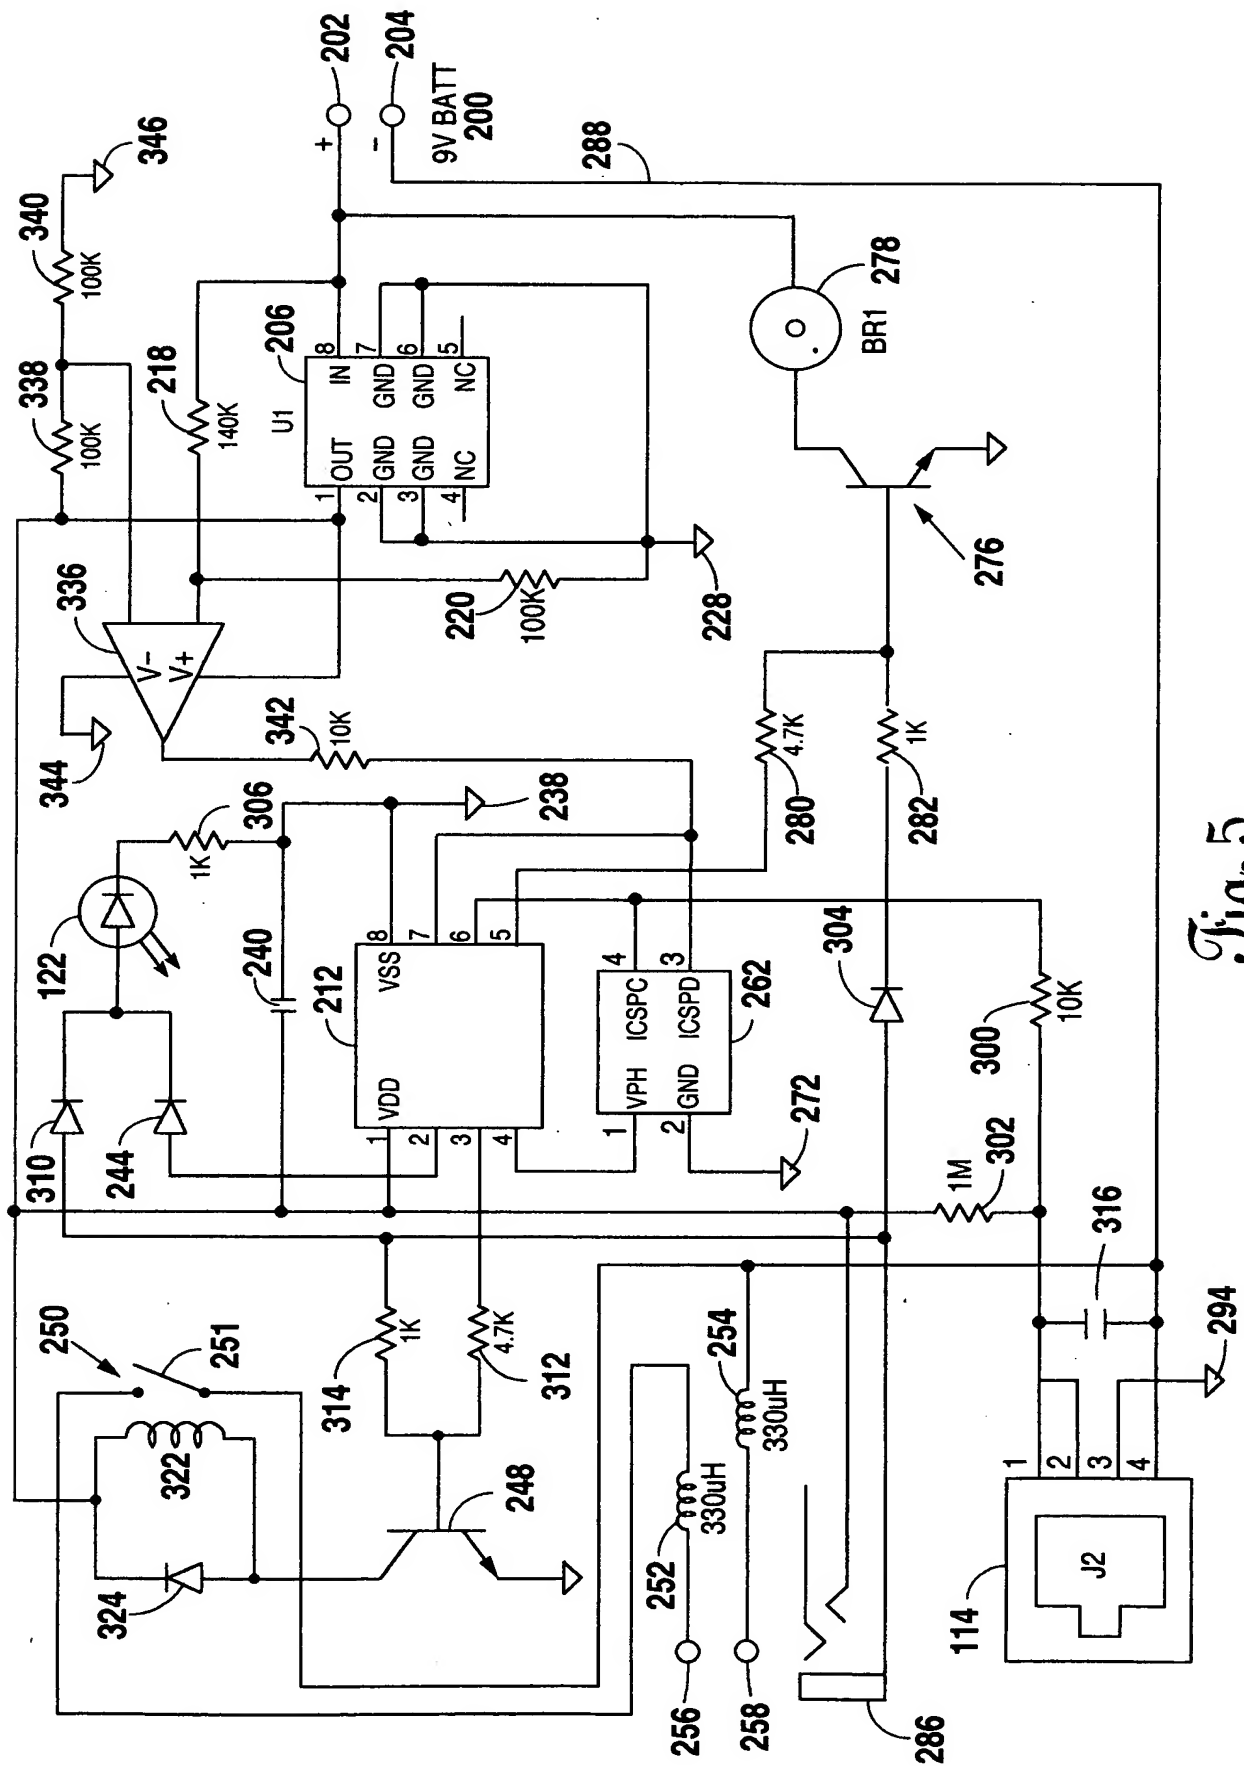 250
251
322
324
248
314
1K
312
4.7K
252
330uH
254
330uH
256
258
286
310
244
122
306
1K
240
238
212
1
VDD
2
3
4
8
VSS
7
6
5
262
1
VPH
2
GND
4
ICSPC
3
ICSPD
272
304
302
1M
300
10K
316
294
114
J2
1
2
3
4
344
336
V-
V+
342
10K
338
100K
340
100K
346
218
140K
220
100K
228
206
U1
1
OUT
2
GND
3
GND
4
NC
8
IN
7
GND
6
GND
5
NC
202
+
204
-
9V BATT
200
288
278
BR1
276
280
4.7K
282
1K
Fig. 5